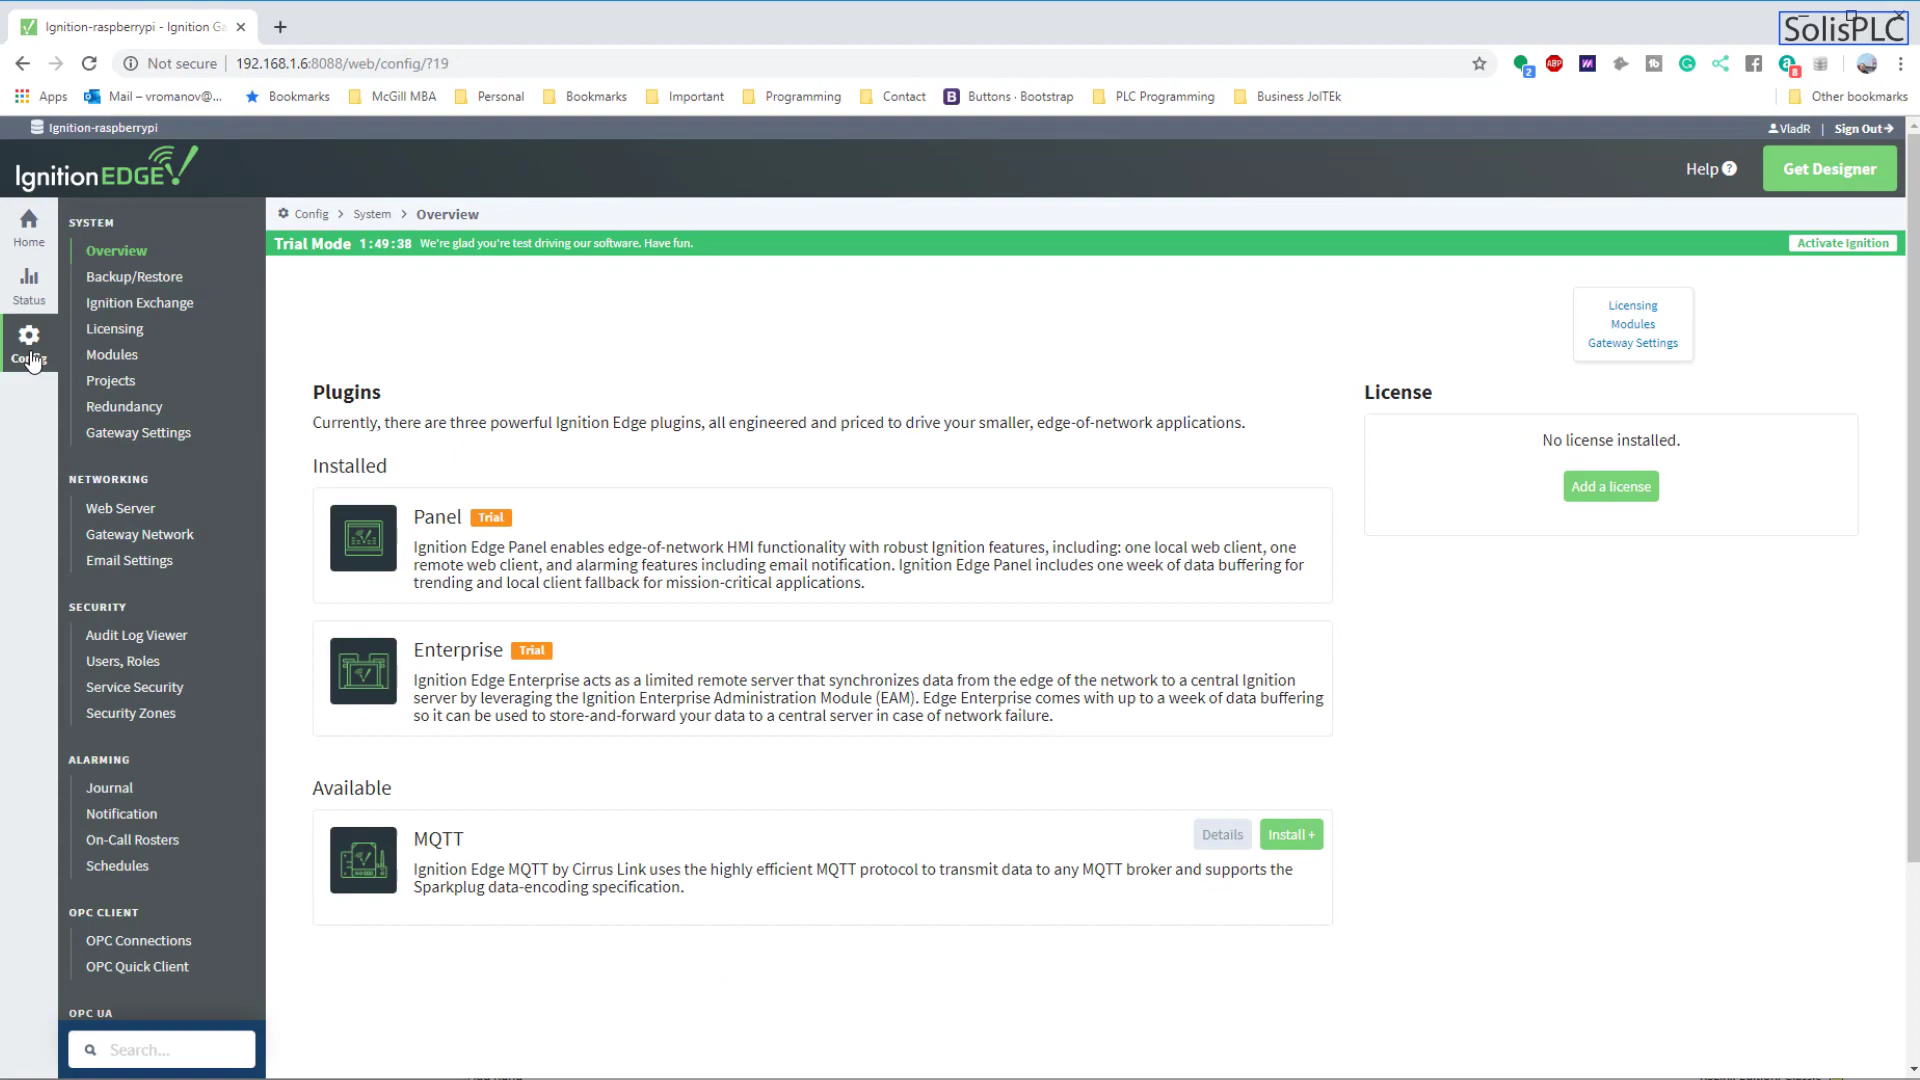 Ignition-raspberrypi - Ignition Ga
SolisPLC
Not secure 192.168.1.6:8088/web/config/?19
2
ABP
8
Apps Mail – vromanov@... Bookmarks McGill MBA Personal Bookmarks Important Programming Contact B Buttons · Bootstrap PLC Programming Business JolTEk Other bookmarks
Ignition-raspberrypi VladR | Sign Out
Ignition EDGE! Help ? Get Designer
Home
Status
Config
SYSTEM
Overview
Backup/Restore
Ignition Exchange
Licensing
Modules
Projects
Redundancy
Gateway Settings
NETWORKING
Web Server
Gateway Network
Email Settings
SECURITY
Audit Log Viewer
Users, Roles
Service Security
Security Zones
ALARMING
Journal
Notification
On-Call Rosters
Schedules
OPC CLIENT
OPC Connections
OPC Quick Client
OPC UA
Search...
Config > System > Overview
Trial Mode 1:49:38 We're glad you're test driving our software. Have fun. Activate Ignition
Licensing
Modules
Gateway Settings
Plugins
Currently, there are three powerful Ignition Edge plugins, all engineered and priced to drive your smaller, edge-of-network applications.
Installed
Panel Trial
Ignition Edge Panel enables edge-of-network HMI functionality with robust Ignition features, including: one local web client, one
remote web client, and alarming features including email notification. Ignition Edge Panel includes one week of data buffering for
trending and local client fallback for mission-critical applications.
Enterprise Trial
Ignition Edge Enterprise acts as a limited remote server that synchronizes data from the edge of the network to a central Ignition
server by leveraging the Ignition Enterprise Administration Module (EAM). Edge Enterprise comes with up to a week of data buffering
so it can be used to store-and-forward your data to a central server in case of network failure.
Available
MQTT Details Install +
Ignition Edge MQTT by Cirrus Link uses the highly efficient MQTT protocol to transmit data to any MQTT broker and supports the
Sparkplug data-encoding specification.
License
No license installed.
Add a license